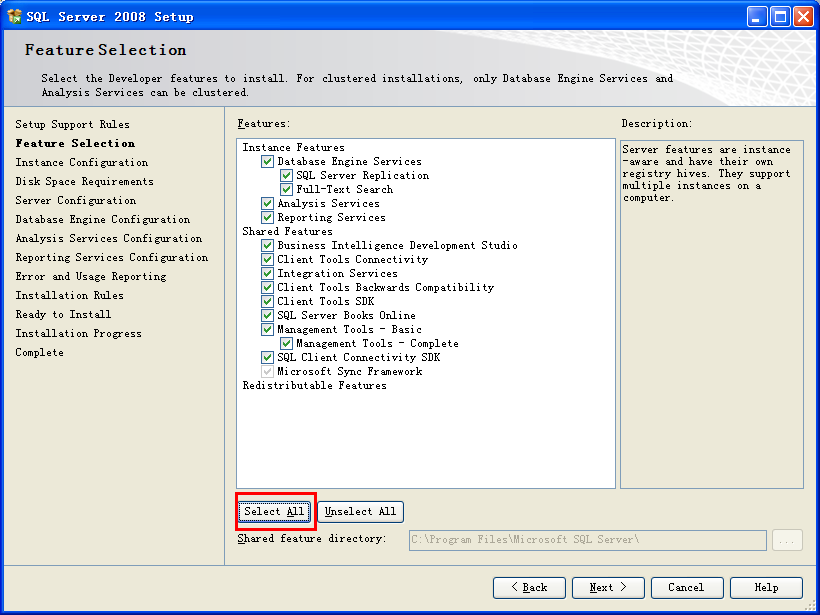 SQL Server 2008 Setup
Feature Selection
Select the Developer features to install. For clustered installations, only Database Engine Services and
Analysis Services can be clustered.
Setup Support Rules
Feature Selection
Instance Configuration
Disk Space Requirements
Server Configuration
Database Engine Configuration
Analysis Services Configuration
Reporting Services Configuration
Error and Usage Reporting
Installation Rules
Ready to Install
Installation Progress
Complete
Features:
Instance Features
Database Engine Services
SQL Server Replication
Full-Text Search
Analysis Services
Reporting Services
Shared Features
Business Intelligence Development Studio
Client Tools Connectivity
Integration Services
Client Tools Backwards Compatibility
Client Tools SDK
SQL Server Books Online
Management Tools - Basic
Management Tools - Complete
SQL Client Connectivity SDK
Microsoft Sync Framework
Redistributable Features
Description:
Server features are instance
-aware and have their own
registry hives. They support
multiple instances on a
computer.
Select All
Unselect All
Shared feature directory:
C:\Program Files\Microsoft SQL Server\
...
< Back
Next >
Cancel
Help